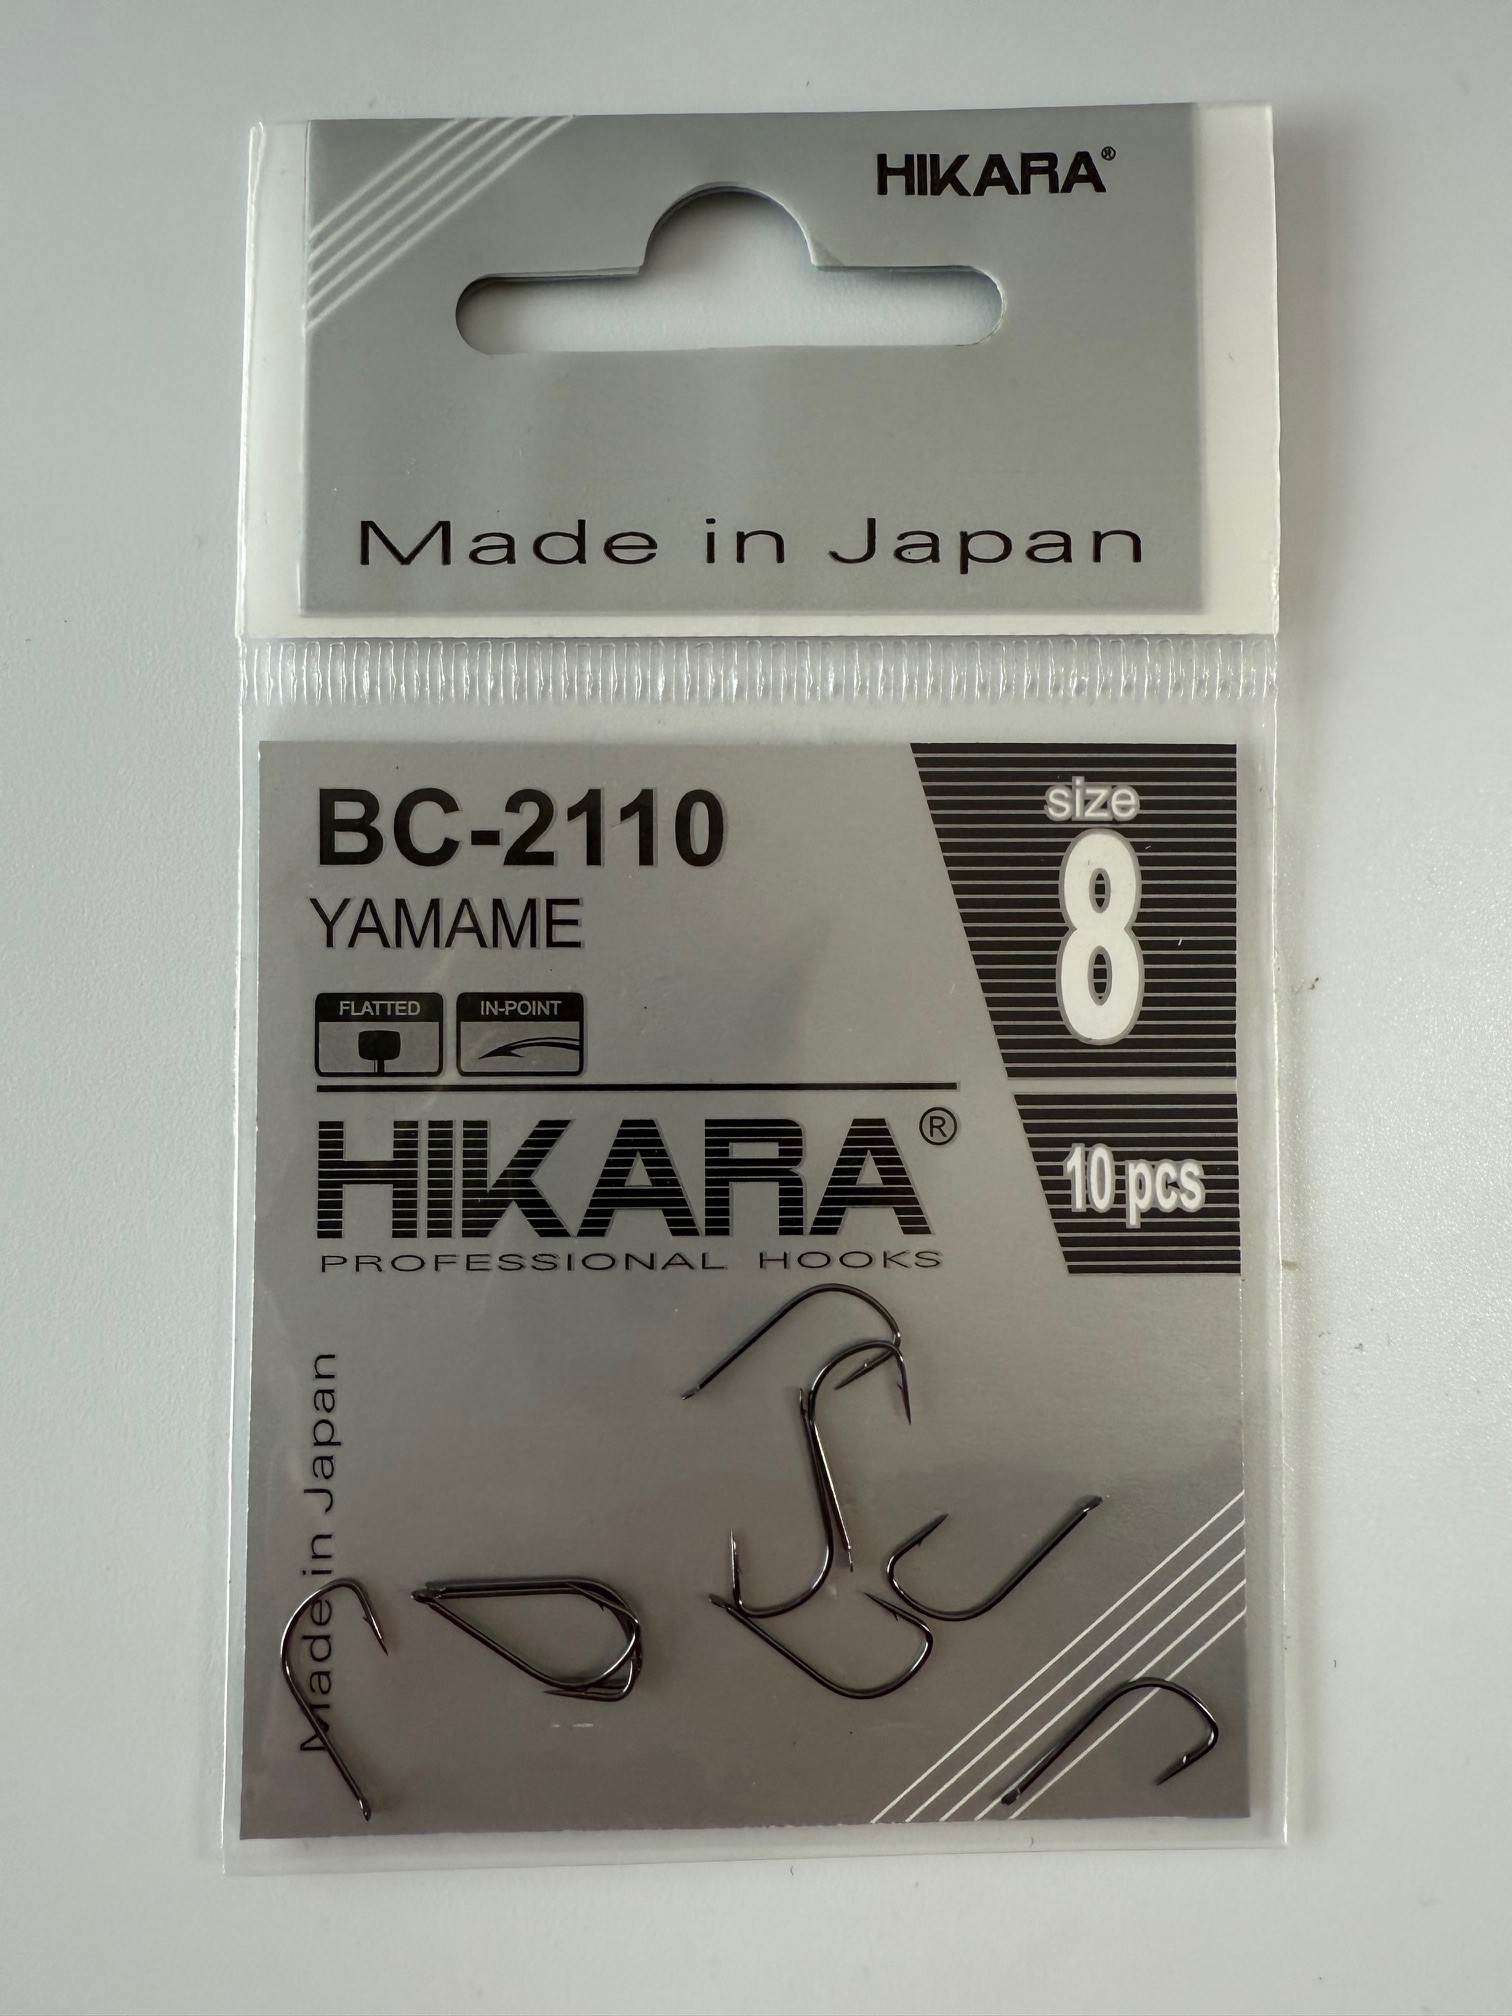 HIKARA®
Made in Japan
BC-2110
YAMAME
FLATTED
IN-POINT
size
8
10 pcs
HIKARA®
PROFESSIONAL HOOKS
Made in Japan